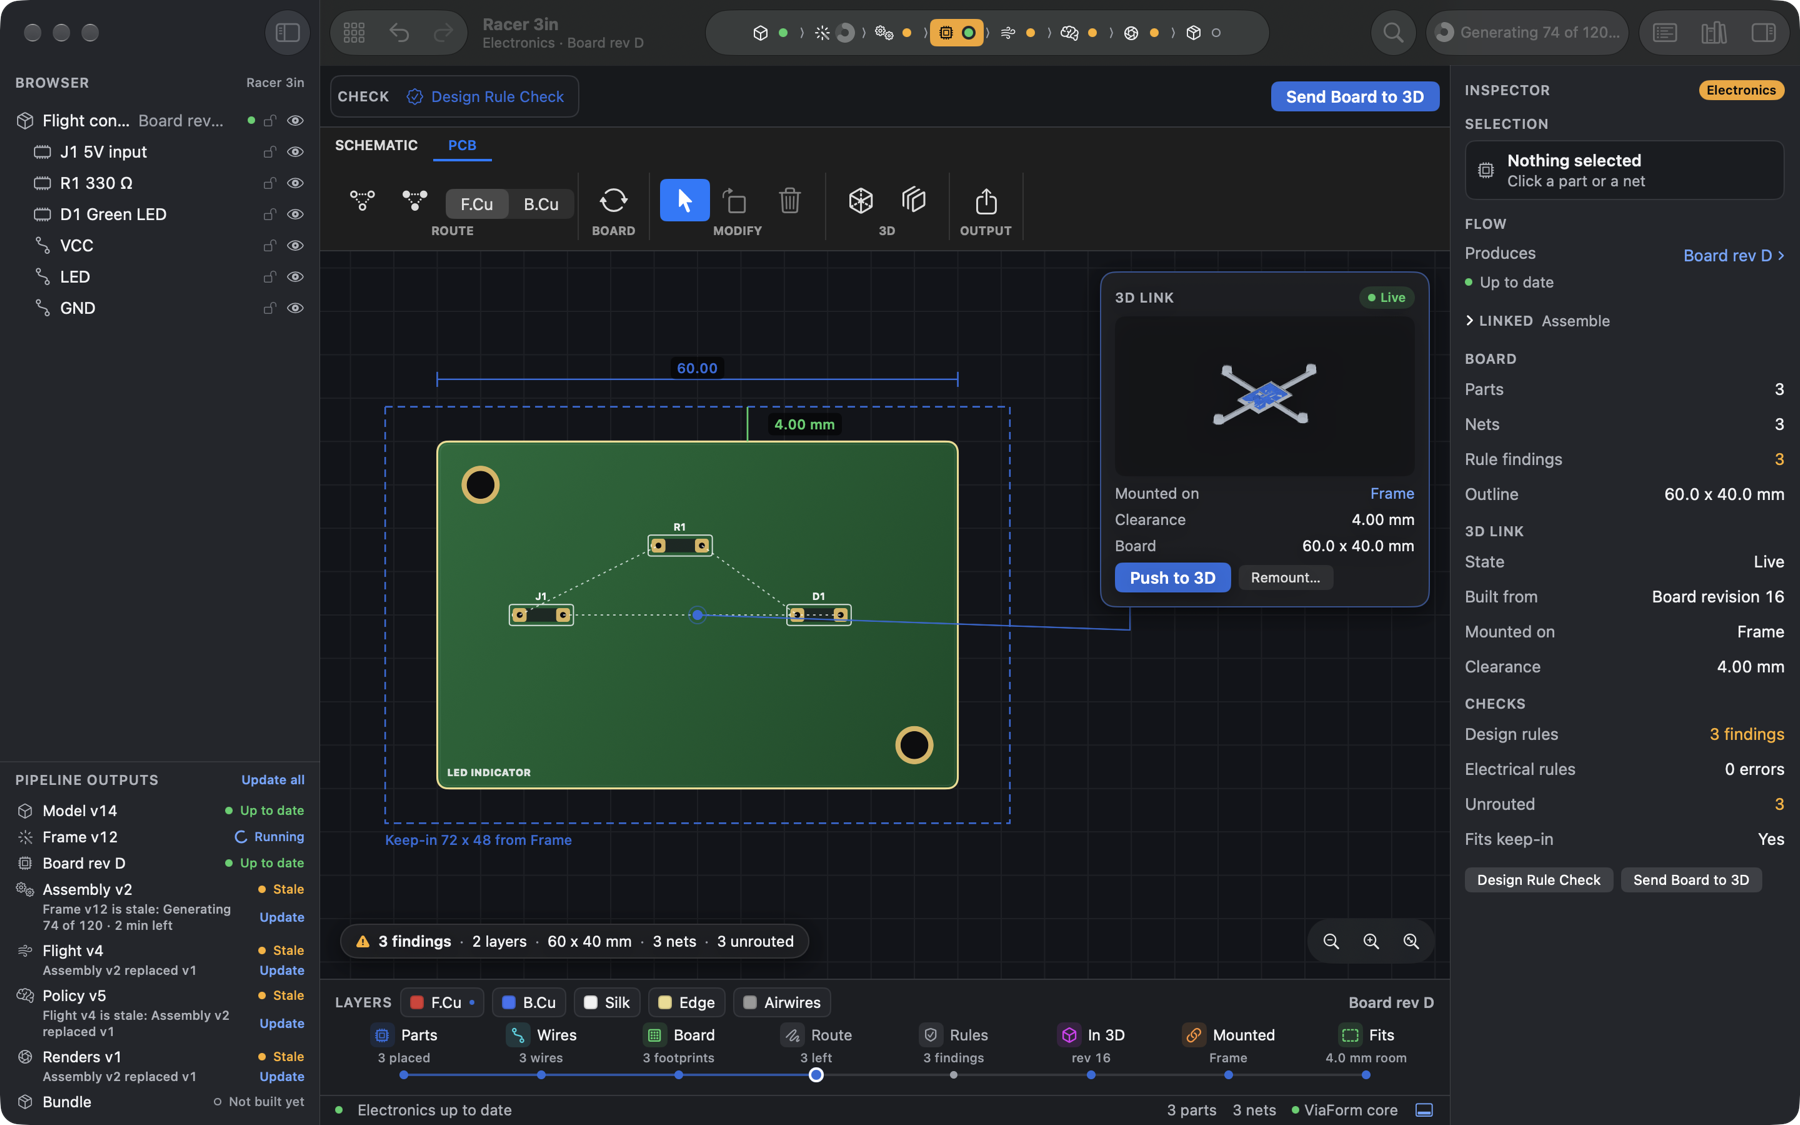 Racer 3in
Electronics · Board rev D
Generating 74 of 120...
BROWSER
Racer 3in
Flight con... Board rev...
J1 5V input
R1 330 Ω
D1 Green LED
VCC
LED
GND
PIPELINE OUTPUTS
Update all
Model v14
Up to date
Frame v12
Running
Board rev D
Up to date
Assembly v2
Stale
Frame v12 is stale: Generating
74 of 120 · 2 min left
Update
Flight v4
Stale
Assembly v2 replaced v1
Update
Policy v5
Stale
Flight v4 is stale: Assembly v2
replaced v1
Update
Renders v1
Stale
Assembly v2 replaced v1
Update
Bundle
Not built yet
CHECK
Design Rule Check
Send Board to 3D
SCHEMATIC
PCB
F.Cu
B.Cu
ROUTE
BOARD
MODIFY
3D
OUTPUT
60.00
4.00 mm
R1
J1
D1
LED INDICATOR
Keep-in 72 x 48 from Frame
3D LINK
Live
Mounted on
Frame
Clearance
4.00 mm
Board
60.0 x 40.0 mm
Push to 3D
Remount...
3 findings · 2 layers · 60 x 40 mm · 3 nets · 3 unrouted
LAYERS
F.Cu
B.Cu
Silk
Edge
Airwires
Board rev D
Parts
3 placed
Wires
3 wires
Board
3 footprints
Route
3 left
Rules
3 findings
In 3D
rev 16
Mounted
Frame
Fits
4.0 mm room
Electronics up to date
3 parts
3 nets
ViaForm core
INSPECTOR
Electronics
SELECTION
Nothing selected
Click a part or a net
FLOW
Produces
Board rev D >
Up to date
LINKED Assemble
BOARD
Parts
3
Nets
3
Rule findings
3
Outline
60.0 x 40.0 mm
3D LINK
State
Live
Built from
Board revision 16
Mounted on
Frame
Clearance
4.00 mm
CHECKS
Design rules
3 findings
Electrical rules
0 errors
Unrouted
3
Fits keep-in
Yes
Design Rule Check
Send Board to 3D